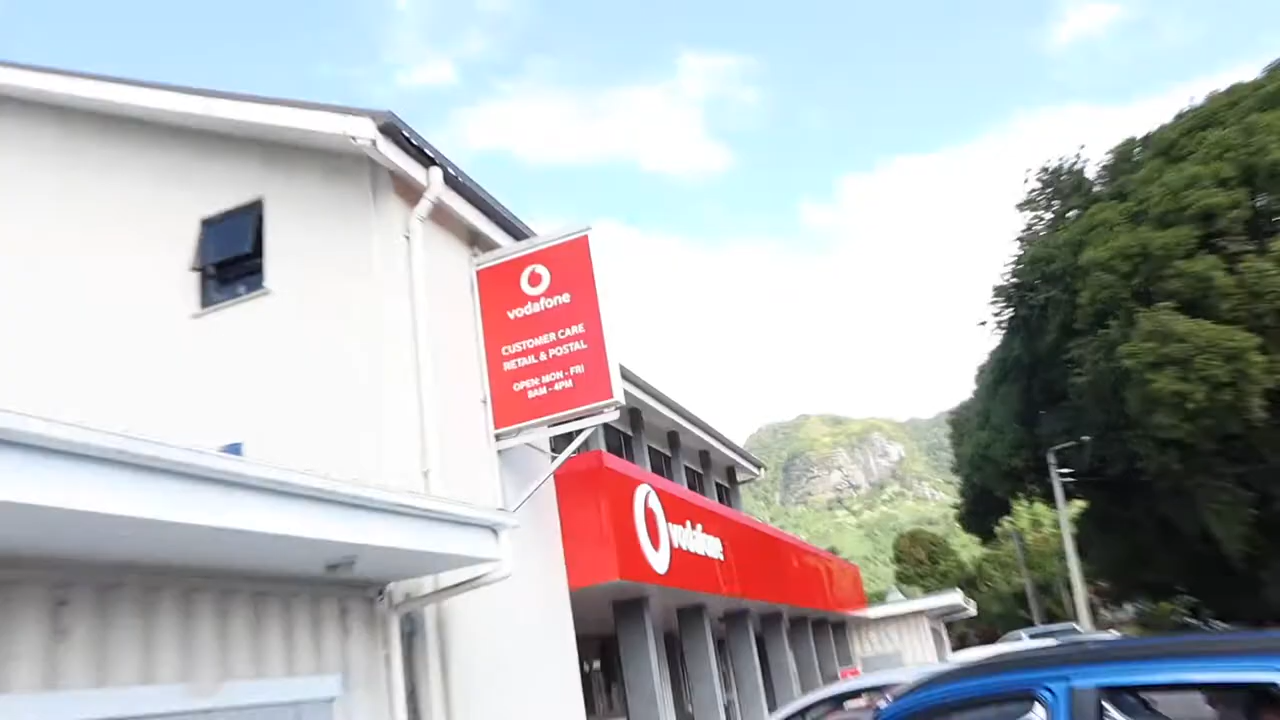 vodafone
CUSTOMER CARE
RETAIL & POSTAL
OPEN: MON - FRI
8AM - 4PM
vodafone